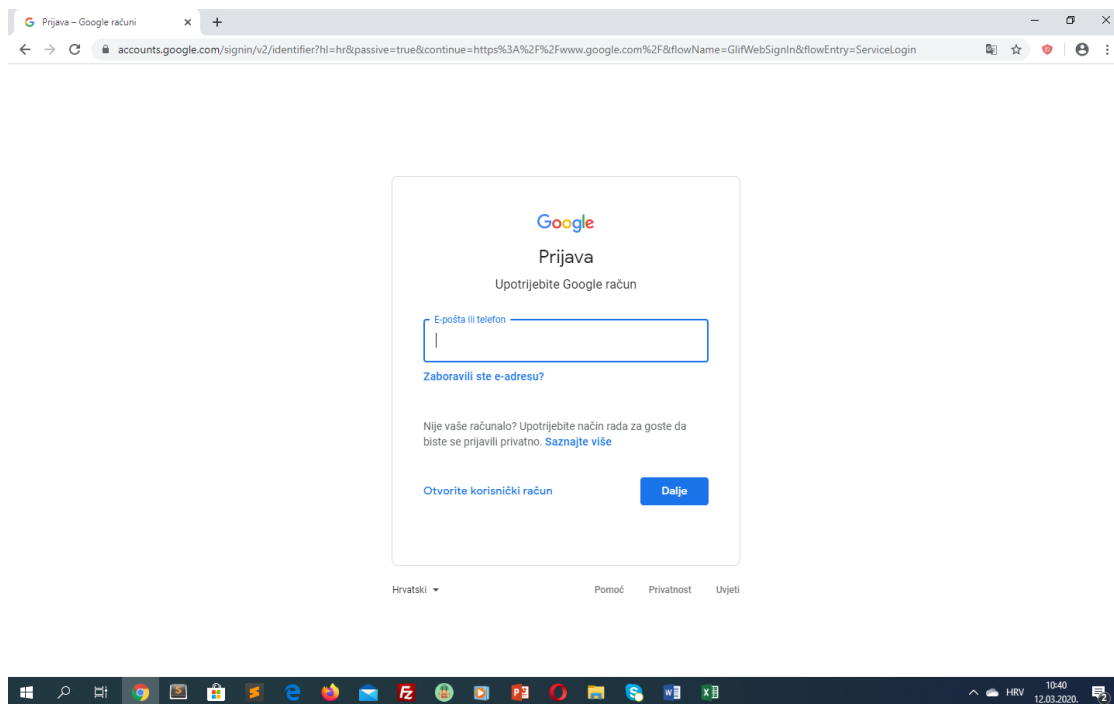 Prijava – Google računi
accounts.google.com/signin/v2/identifier?hl=hr&passive=true&continue=https%3A%2F%2Fwww.google.com%2F&flowName=GlifWebSignIn&flowEntry=ServiceLogin
Google
Prijava
Upotrijebite Google račun
E-pošta ili telefon
Zaboravili ste e-adresu?
Nije vaše računalo? Upotrijebite način rada za goste da
biste se prijavili privatno. Saznajte više
Otvorite korisnički račun
Dalje
Hrvatski
Pomoć Privatnost Uvjeti
HRV
10:40
12.03.2020.
2